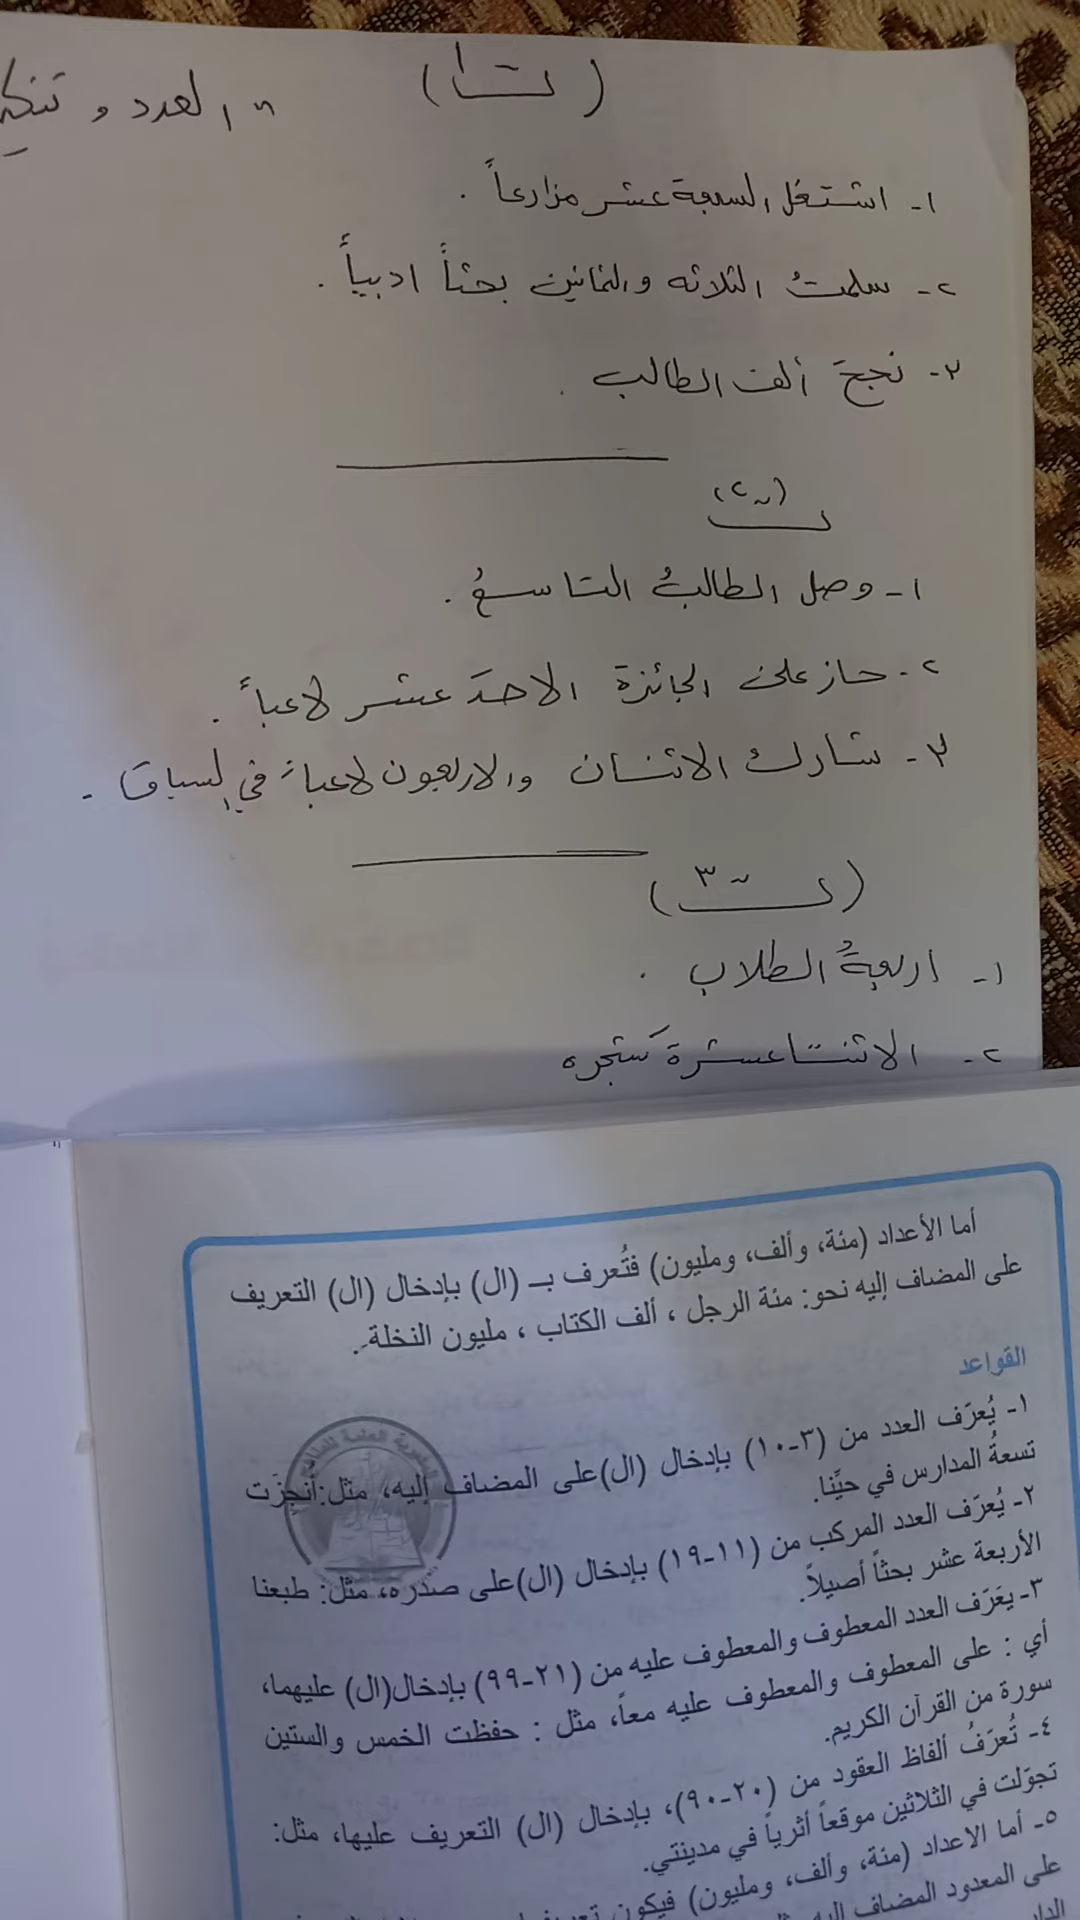 " العدد و
( ت ١ )
١- اشتغل السبعة عشر مزارعاً .
٢- سلمتُ الثلاثه والثمانين بحثاً ادبياً .
٣- نجحَ ألف الطالب .
ت (~٢)
١- وصل الطالبُ التاسعُ .
٢- حاز على الجائزة الاحدَ عشر لاعباً .
٣- شارك الاثنان والاربعون لاعباً في السباق .
( ت ~ ٣ )
١- اربعةُ الطلاب .
٢- الاثنتا عشرةَ شجره
أما الأعداد (مئة، وألف، ومليون) فتُعرف بـ (ال) بإدخال (ال) التعريف
على المضاف إليه نحو: مئة الرجل ، ألف الكتاب ، مليون النخلة.
القواعد
١- يُعرّف العدد من (٣-١٠) بإدخال (ال)على المضاف إليه، مثل:أُنجِزَت
تسعةُ المدارس في حيِّنا.
٢- يُعرّف العدد المركب من (١١-١٩) بإدخال (ال)على صدره، مثل: طبعنا
الأربعة عشر بحثاً أصيلاً.
٣- يعَرّف العدد المعطوف والمعطوف عليه من (٢١-٩٩) بإدخال(ال) عليهما،
أي : على المعطوف والمعطوف عليه معاً، مثل : حفظت الخمس والستين
سورة من القرآن الكريم.
٤- تُعرّفُ ألفاظ العقود من (٢٠-٩٠)، بإدخال (ال) التعريف عليها، مثل:
تجوّلت في الثلاثين موقعاً أثرياً في مدينتي.
٥- أما الاعداد (مئة، وألف، ومليون) فيكون
على المعدود المضاف إليه